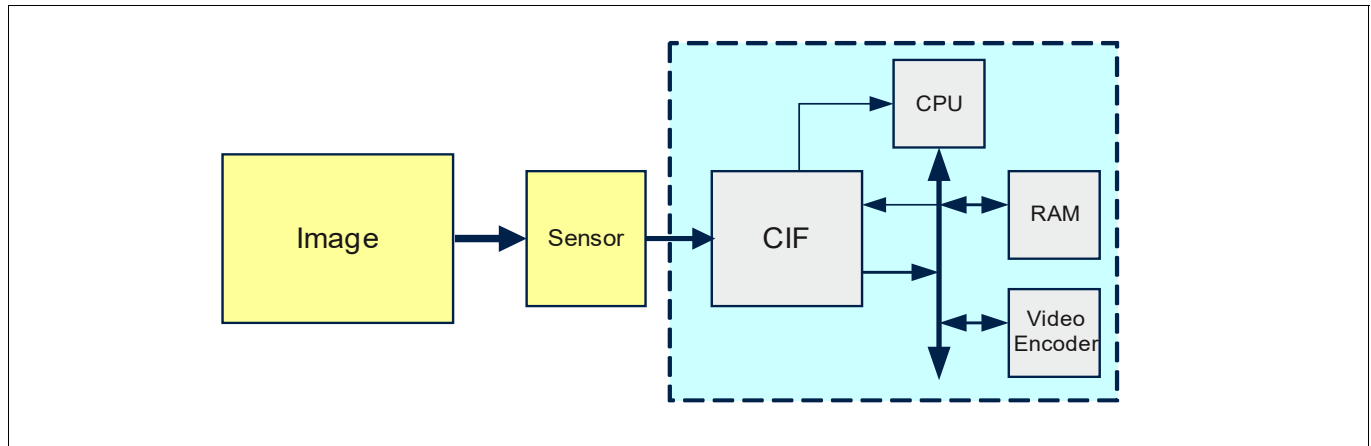 Image
Sensor
CIF
CPU
RAM
Video
Encoder